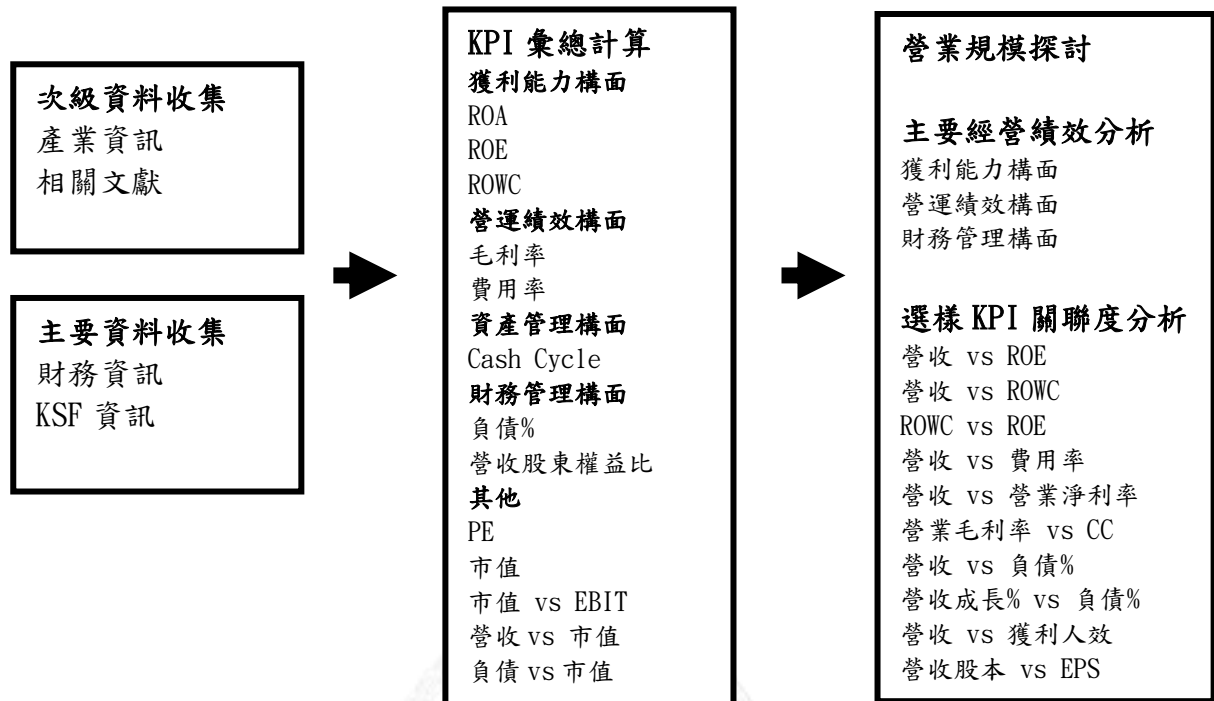 次級資料收集
產業資訊
相關文獻
主要資料收集
財務資訊
KSF 資訊
KPI 彙總計算
獲利能力構面
ROA
ROE
ROWC
營運績效構面
毛利率
費用率
資產管理構面
Cash Cycle
財務管理構面
負債%
營收股東權益比
其他
PE
市值
市值 vs EBIT
營收 vs 市值
負債 vs 市值
營業規模探討
主要經營績效分析
獲利能力構面
營運績效構面
財務管理構面
選樣 KPI 關聯度分析
營收 vs ROE
營收 vs ROWC
ROWC vs ROE
營收 vs 費用率
營收 vs 營業淨利率
營業毛利率 vs CC
營收 vs 負債%
營收成長% vs 負債%
營收 vs 獲利人效
營收股本 vs EPS